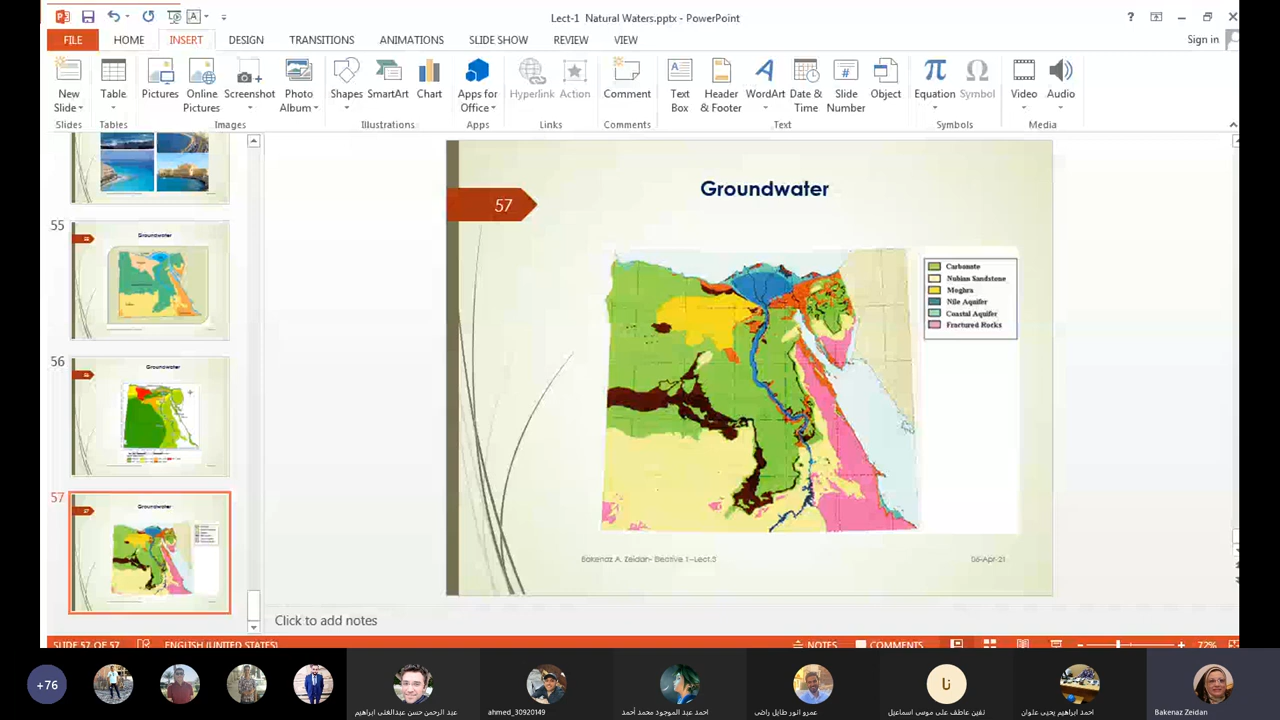 Lect-1 Natural Waters.pptx - PowerPoint
?
FILE HOME INSERT DESIGN TRANSITIONS ANIMATIONS SLIDE SHOW REVIEW VIEW
Sign in
New Slide
Table
Pictures
Online Pictures
Screenshot
Photo Album
Shapes
SmartArt
Chart
Apps for Office
Hyperlink
Action
Comment
Text Box
Header & Footer
WordArt
Date & Time
Slide Number
Object
Equation
Symbol
Video
Audio
Slides Tables Images Illustrations Apps Links Comments Text Symbols Media
55
Groundwater
56
Groundwater
57
Groundwater
57
Groundwater
Carbonate
Nubian Sandstone
Moghra
Nile Aquifer
Coastal Aquifer
Fractured Rocks
Bakenaz A. Zeidan- Elective 1-Lect.3
06-Apr-21
Click to add notes
SLIDE 57 OF 57 ENGLISH (UNITED STATES) NOTES COMMENTS 72%
+76
نا
عبد الرحمن حسن عبدالغنى ابراهيم
ahmed_30920149
احمد عبد الموجود محمد أحمد
عمرو انور طايل راضى
نفين عاطف على موسى اسماعيل
احمد ابراهيم يحيى علوان
Bakenaz Zeidan